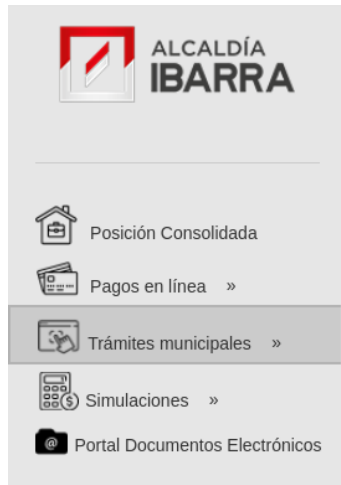 ALCALDÍA
IBARRA
Posición Consolidada
Pagos en línea »
Trámites municipales »
Simulaciones »
@ Portal Documentos Electrónicos